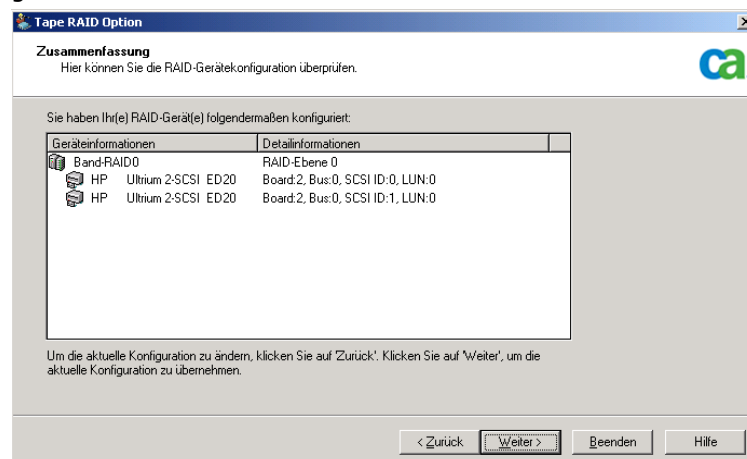 Tape RAID Option
Zusammenfassung
Hier können Sie die RAID-Gerätekonfiguration überprüfen.
ca
Sie haben Ihr(e) RAID-Gerät(e) folgendermaßen konfiguriert:
Geräteinformationen Detailinformationen
Band-RAID0 RAID-Ebene 0
HP Ultrium 2-SCSI ED20 Board:2, Bus:0, SCSI ID:0, LUN:0
HP Ultrium 2-SCSI ED20 Board:2, Bus:0, SCSI ID:1, LUN:0
Um die aktuelle Konfiguration zu ändern, klicken Sie auf 'Zurück'. Klicken Sie auf 'Weiter', um die
aktuelle Konfiguration zu übernehmen.
< Zurück Weiter > Beenden Hilfe